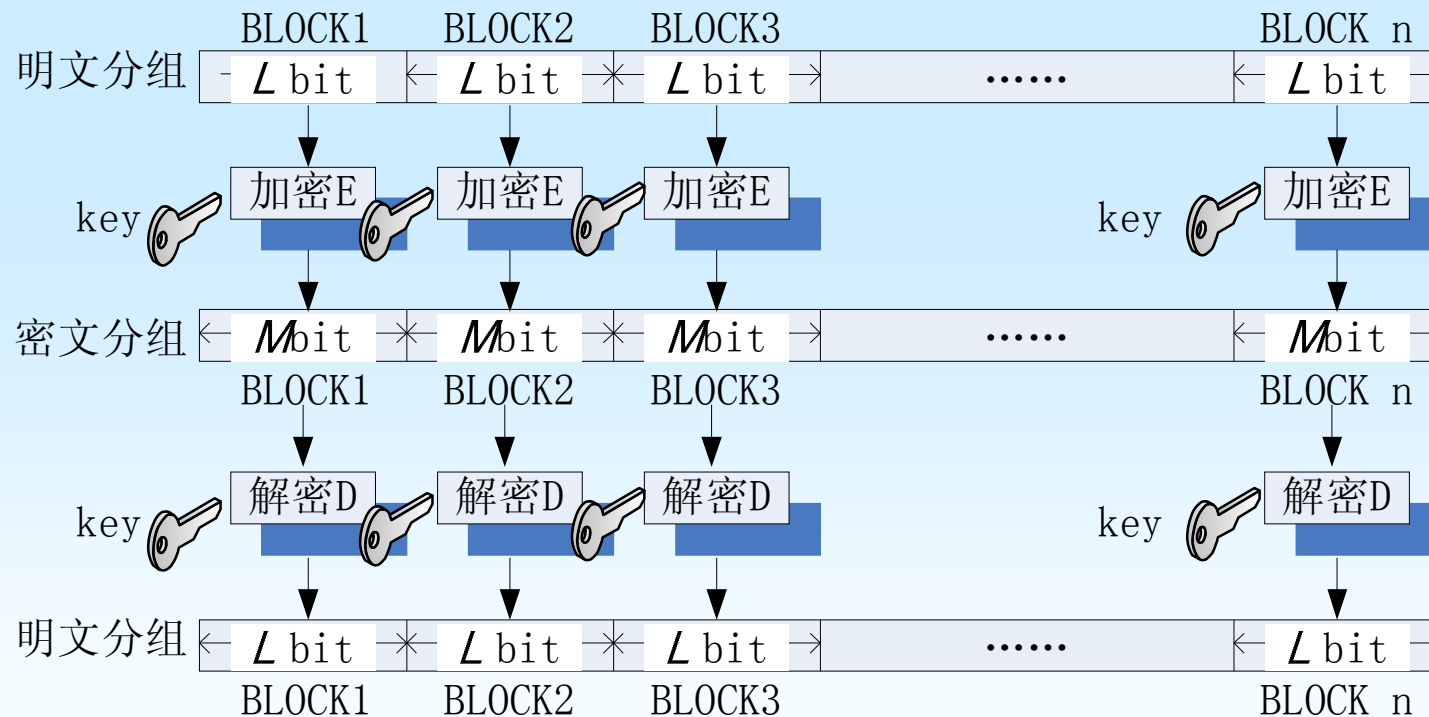 BLOCK1 BLOCK2 BLOCK3 BLOCK n
明文分组 L bit L bit L bit …… L bit
加密E 加密E 加密E 加密E
key key
密文分组 Mbit Mbit Mbit …… Mbit
BLOCK1 BLOCK2 BLOCK3 BLOCK n
解密D 解密D 解密D 解密D
key key
明文分组 L bit L bit L bit …… L bit
BLOCK1 BLOCK2 BLOCK3 BLOCK n